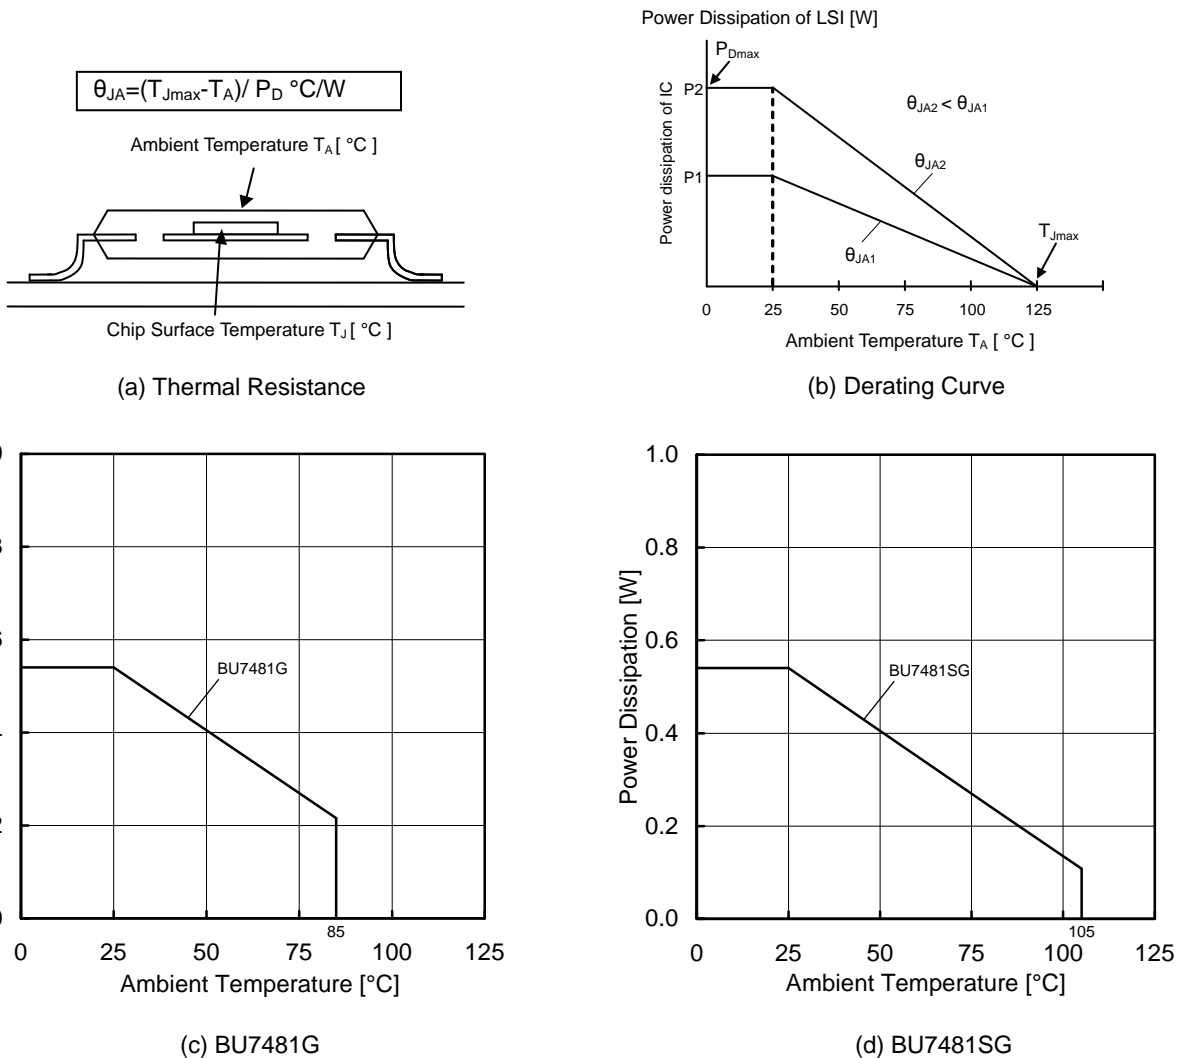 Power Dissipation of LSI [W]
θJA=(TJmax-TA)/ PD °C/W
Ambient Temperature TA [ °C ]
Chip Surface Temperature TJ [ °C ]
(a) Thermal Resistance
PDmax
P2
θJA2 < θJA1
θJA2
P1
θJA1
TJmax
Power dissipation of IC
0 25 50 75 100 125
Ambient Temperature TA [ °C ]
(b) Derating Curve
BU7481G
85
0 25 50 75 100 125
Ambient Temperature [°C]
(c) BU7481G
1.0
0.8
0.6
0.4
0.2
0.0
Power Dissipation [W]
BU7481SG
105
0 25 50 75 100 125
Ambient Temperature [°C]
(d) BU7481SG